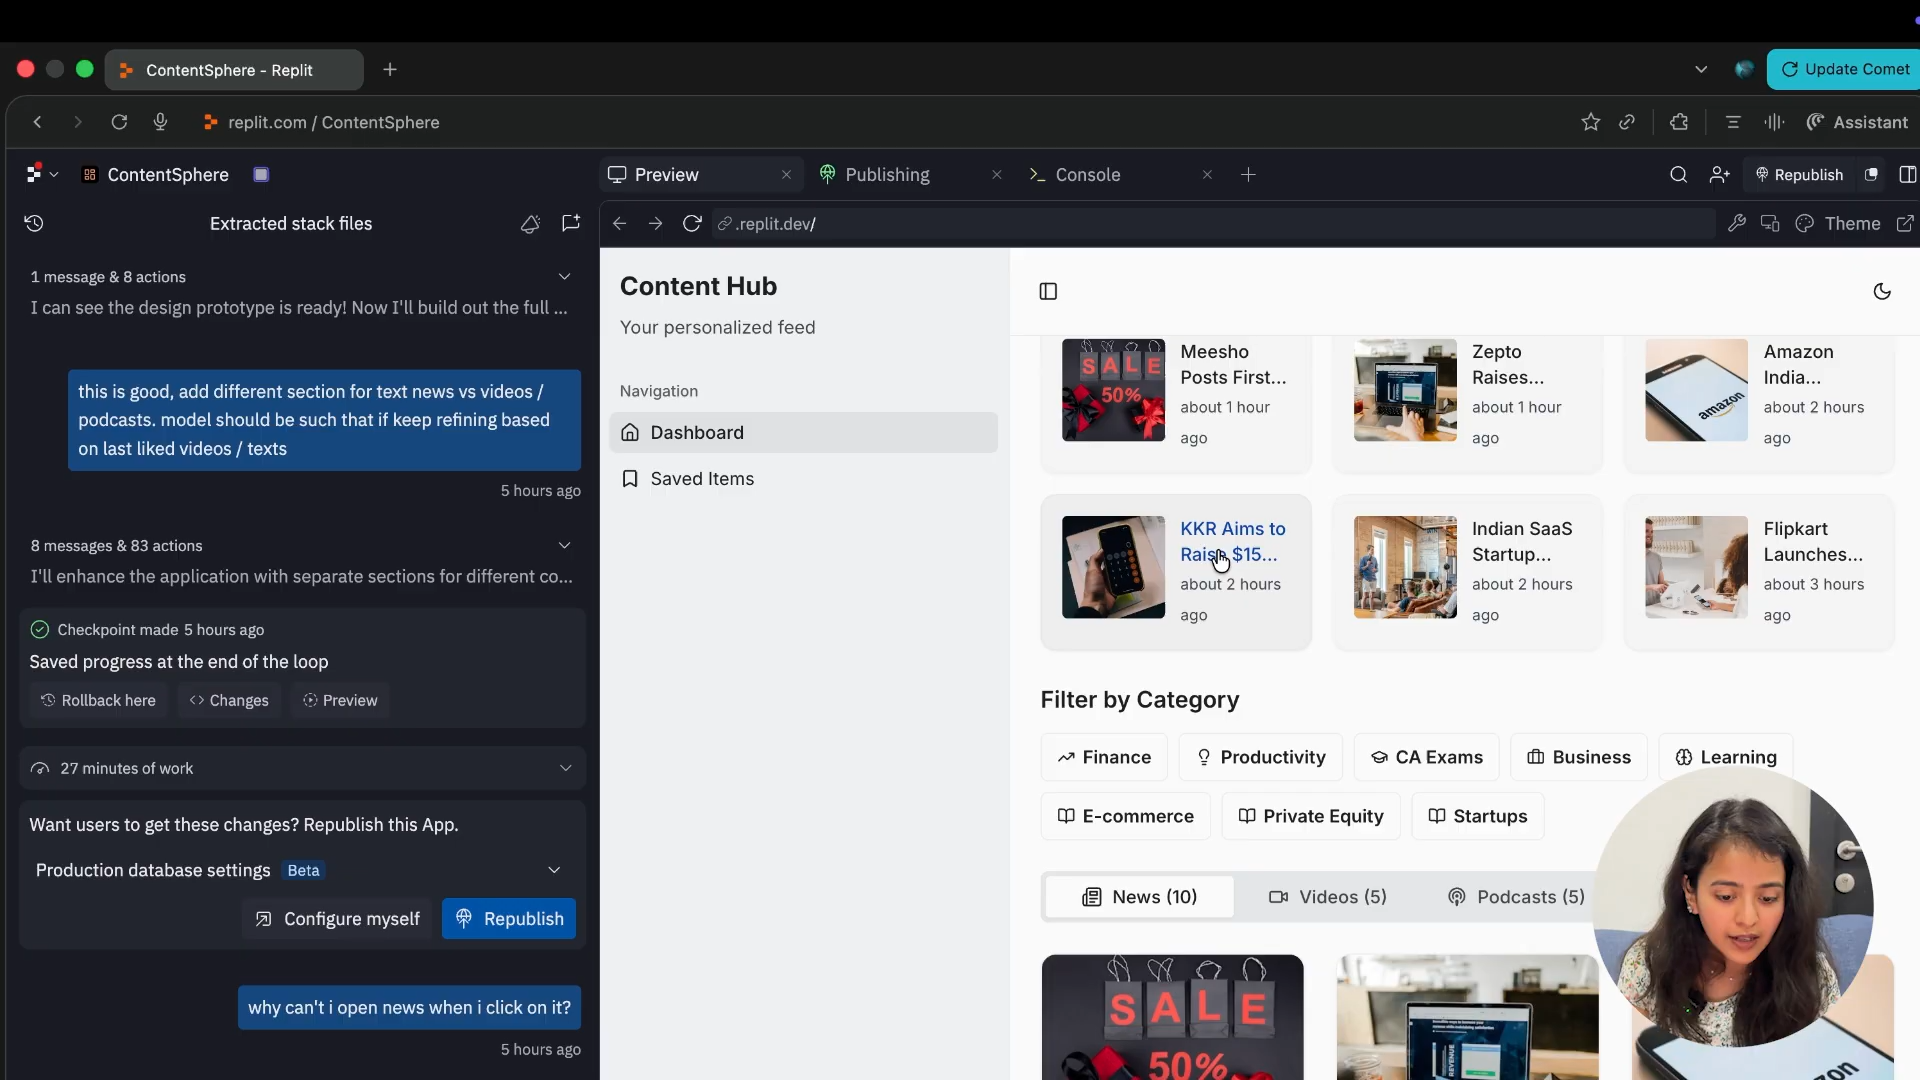 ContentSphere - Replit
Update Comet
replit.com / ContentSphere
Assistant
ContentSphere
Preview
Publishing
Console
Republish
Extracted stack files
.replit.dev/
Theme
1 message & 8 actions
I can see the design prototype is ready! Now I'll build out the full ...
this is good, add different section for text news vs videos /
podcasts. model should be such that if keep refining based
on last liked videos / texts
5 hours ago
8 messages & 83 actions
I'll enhance the application with separate sections for different co...
Checkpoint made 5 hours ago
Saved progress at the end of the loop
Rollback here
Changes
Preview
27 minutes of work
Want users to get these changes? Republish this App.
Production database settings Beta
Configure myself
Republish
why can't i open news when i click on it?
5 hours ago
Content Hub
Your personalized feed
Navigation
Dashboard
Saved Items
SALE
50%
Meesho
Posts First...
about 1 hour
ago
Zepto
Raises...
about 1 hour
ago
amazon
Amazon
India...
about 2 hours
ago
KKR Aims to
Raise $15...
about 2 hours
ago
Indian SaaS
Startup...
about 2 hours
ago
Flipkart
Launches...
about 3 hours
ago
Filter by Category
Finance
Productivity
CA Exams
Business
Learning
E-commerce
Private Equity
Startups
News (10)
Videos (5)
Podcasts (5)
SALE
50%
REVENUE